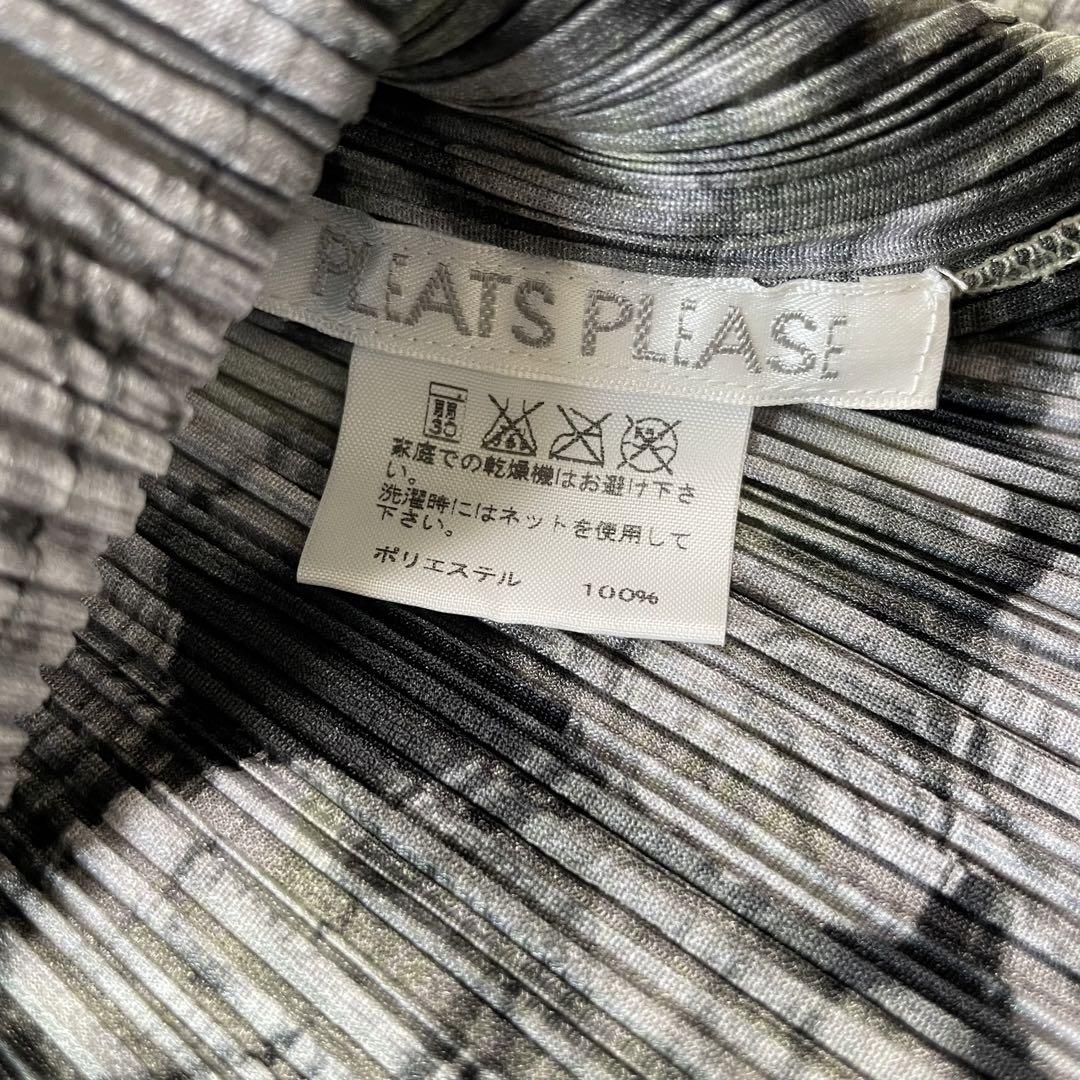 PLEATS PLEASE
弱
30
家庭での乾燥機はお避け下さ
い。
洗濯時にはネットを使用して
下さい。
ポリエステル 100%